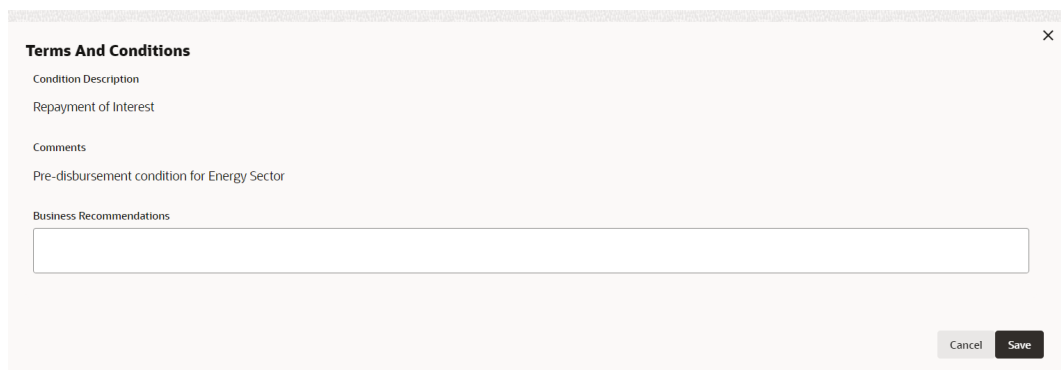 Terms And Conditions
Condition Description
Repayment of Interest
Comments
Pre-disbursement condition for Energy Sector
Business Recommendations
Cancel Save